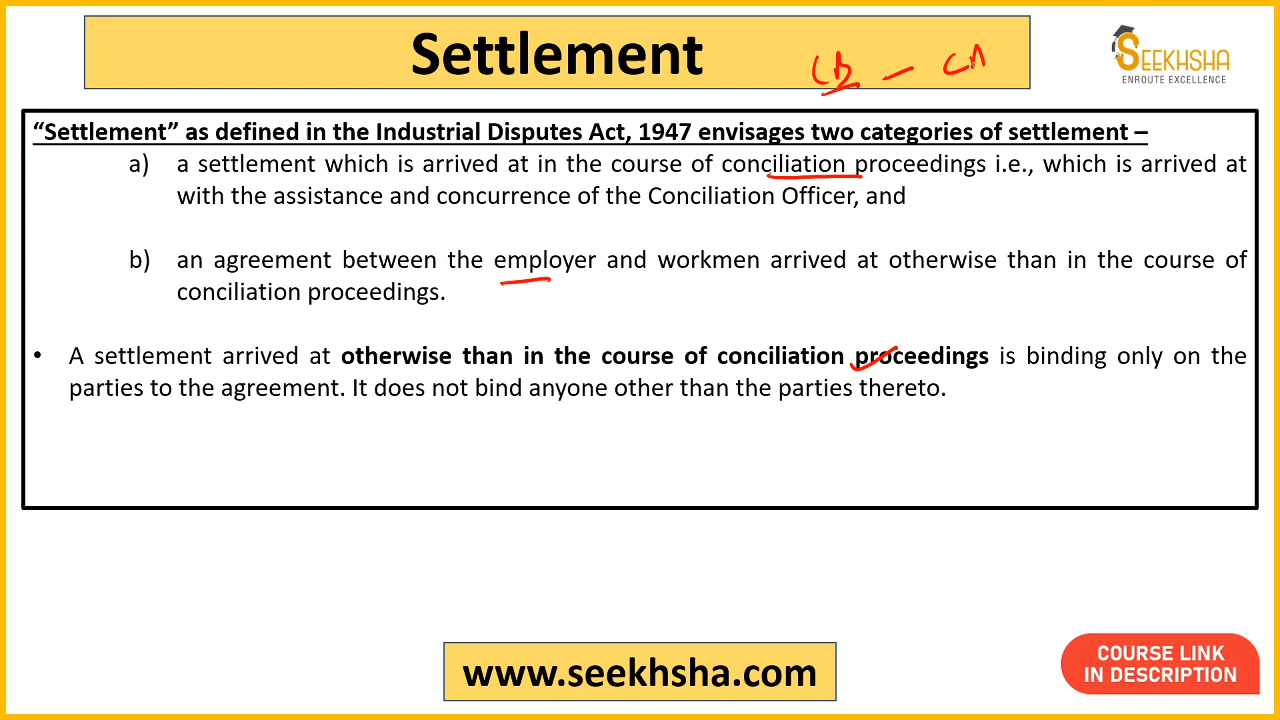 Settlement
CB – CA
SEEKHSHA
ENROUTE EXCELLENCE
“Settlement” as defined in the Industrial Disputes Act, 1947 envisages two categories of settlement –
a) a settlement which is arrived at in the course of conciliation proceedings i.e., which is arrived at
with the assistance and concurrence of the Conciliation Officer, and
b) an agreement between the employer and workmen arrived at otherwise than in the course of
conciliation proceedings.
• A settlement arrived at otherwise than in the course of conciliation proceedings is binding only on the
parties to the agreement. It does not bind anyone other than the parties thereto.
www.seekhsha.com
COURSE LINK
IN DESCRIPTION